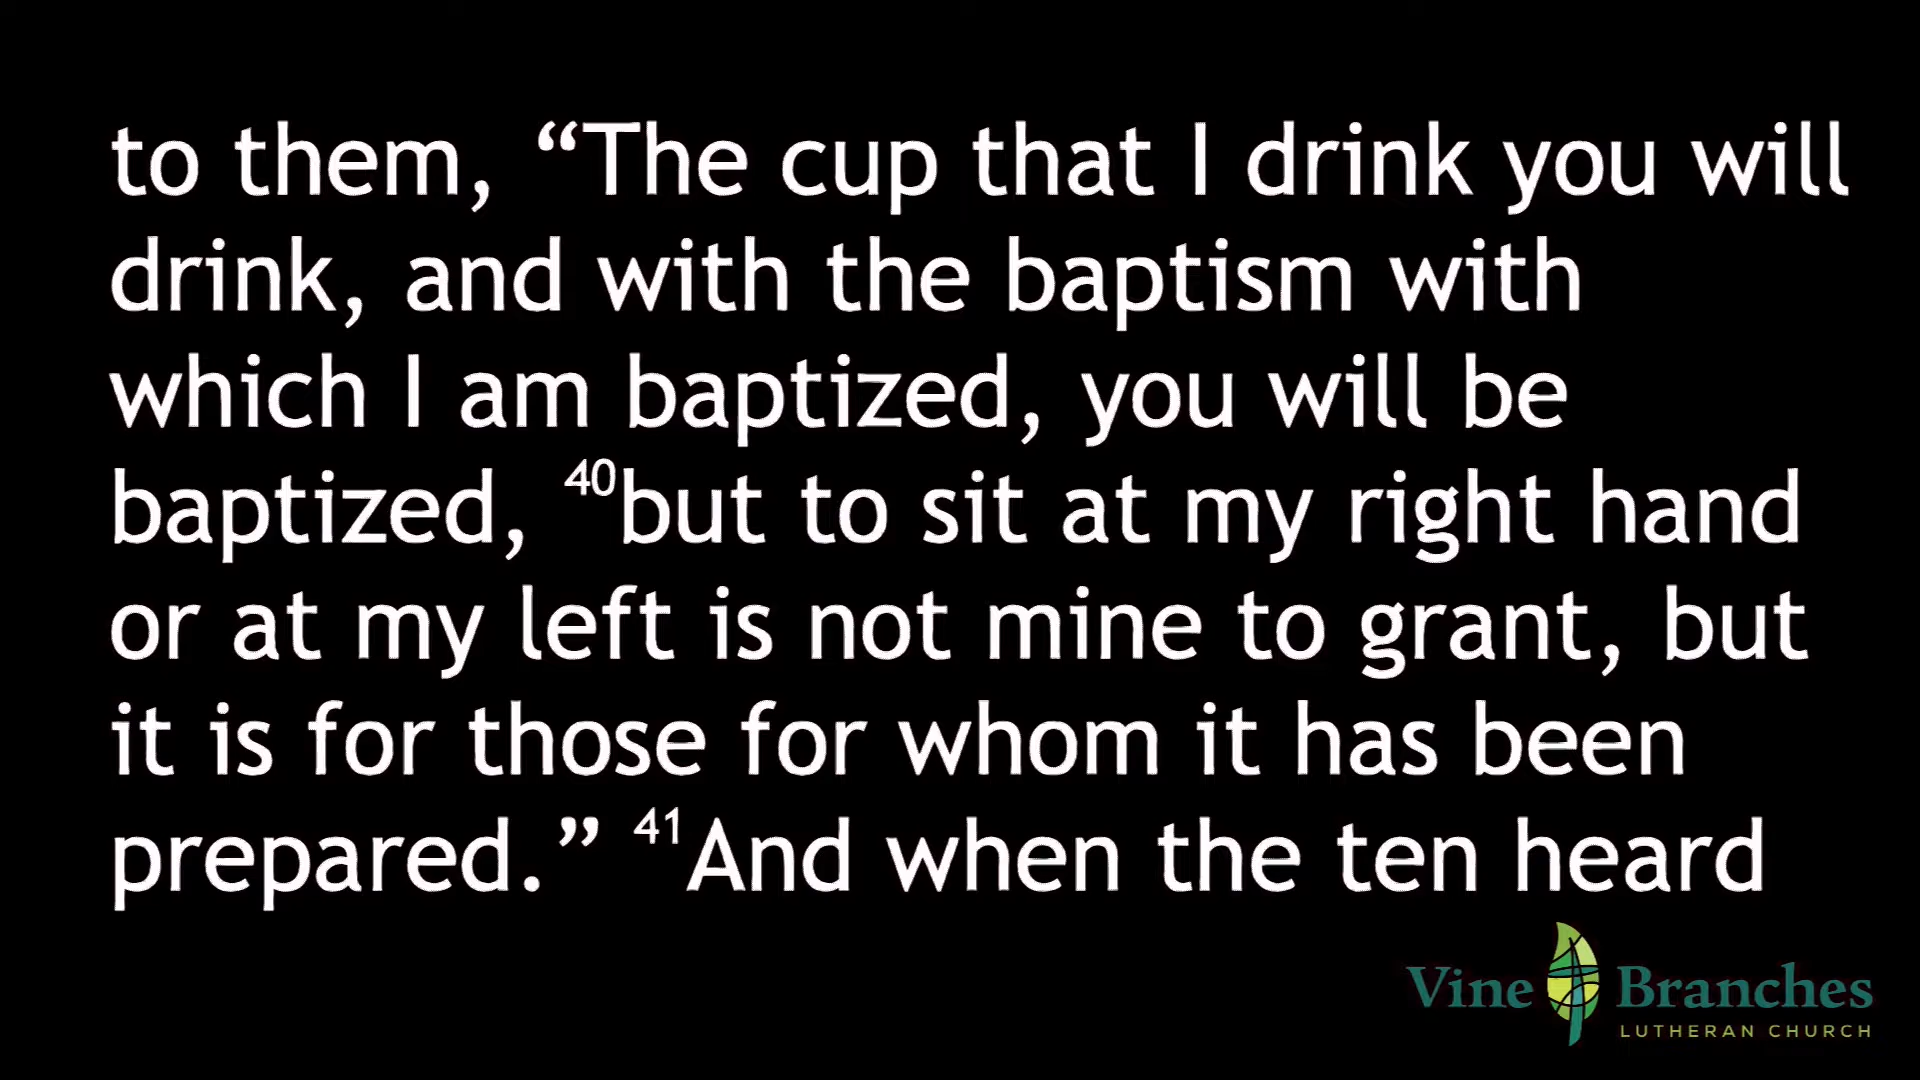 to them, “The cup that I drink you will
drink, and with the baptism with
which I am baptized, you will be
baptized, ⁴⁰but to sit at my right hand
or at my left is not mine to grant, but
it is for those for whom it has been
prepared.” ⁴¹And when the ten heard
Vine Branches
LUTHERAN CHURCH